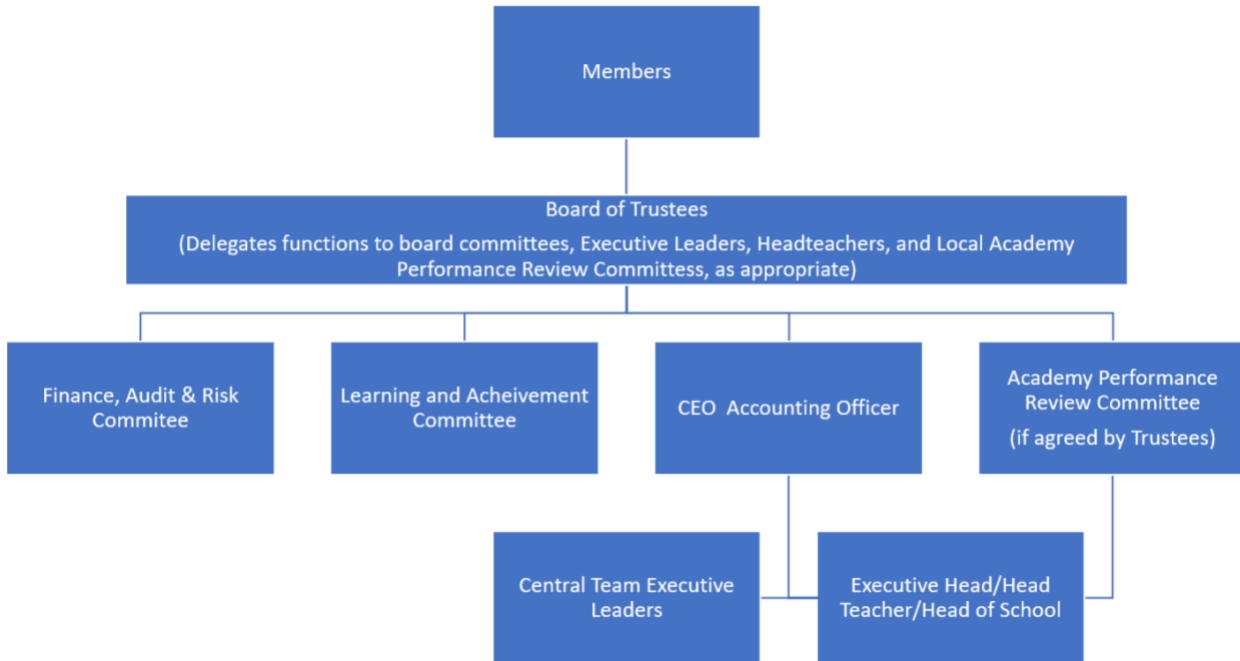 Members
Board of Trustees
(Delegates functions to board committees, Executive Leaders, Headteachers, and Local Academy
Performance Review Committess, as appropriate)
Finance, Audit & Risk
Commitee
Learning and Acheivement
Committee
CEO  Accounting Officer
Academy Performance
Review Committee
(if agreed by Trustees)
Central Team Executive
Leaders
Executive Head/Head
Teacher/Head of School